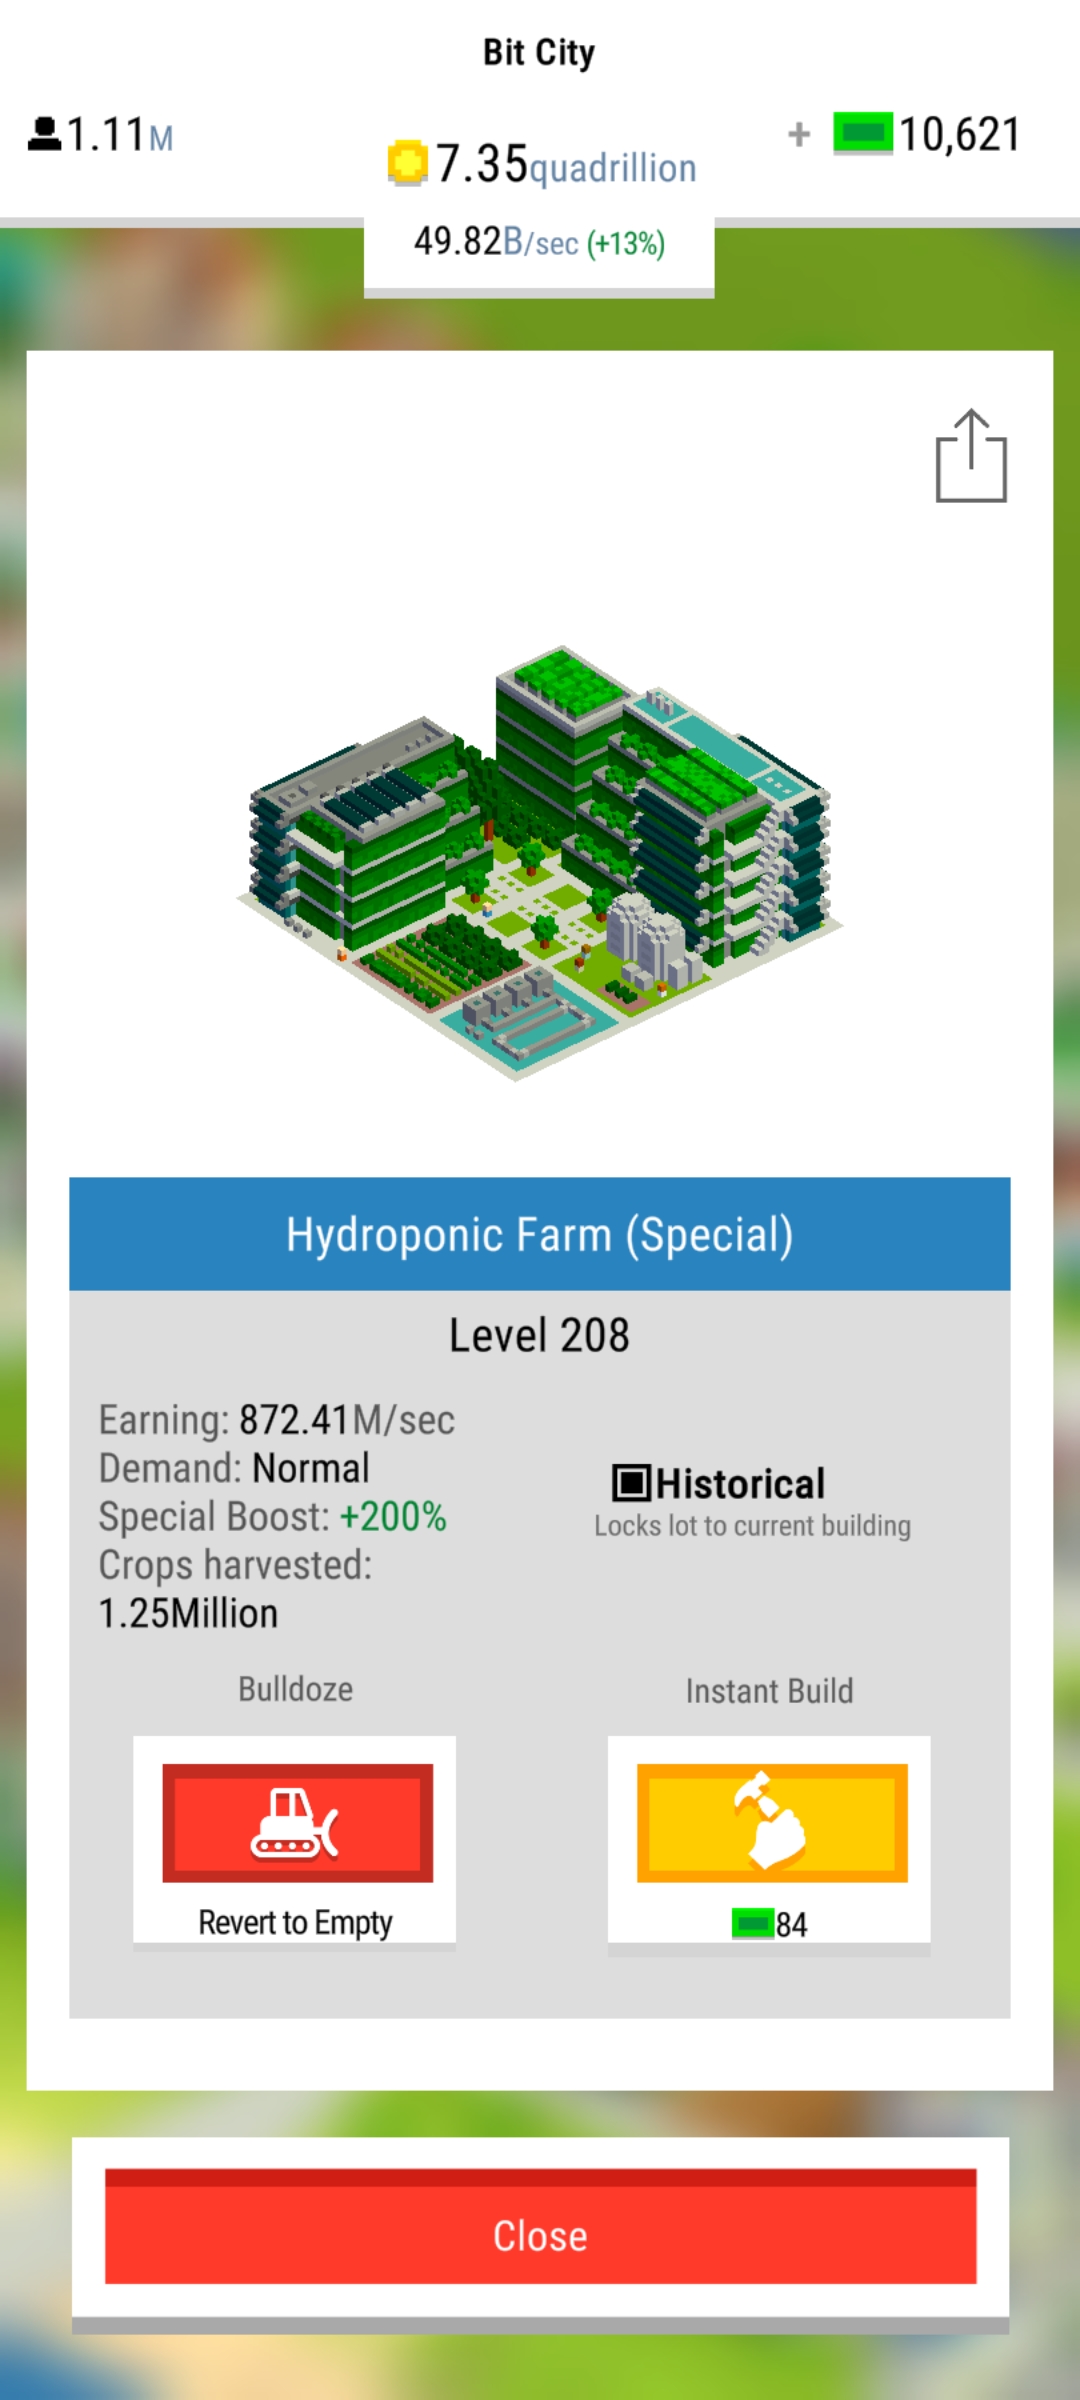 Bit City
1.11M
7.35quadrillion
+ 10,621
49.82B/sec (+13%)
Hydroponic Farm (Special)
Level 208
Earning: 872.41M/sec
Demand: Normal
Special Boost: +200%
Crops harvested:
1.25Million
Historical
Locks lot to current building
Bulldoze
Revert to Empty
Instant Build
84
Close